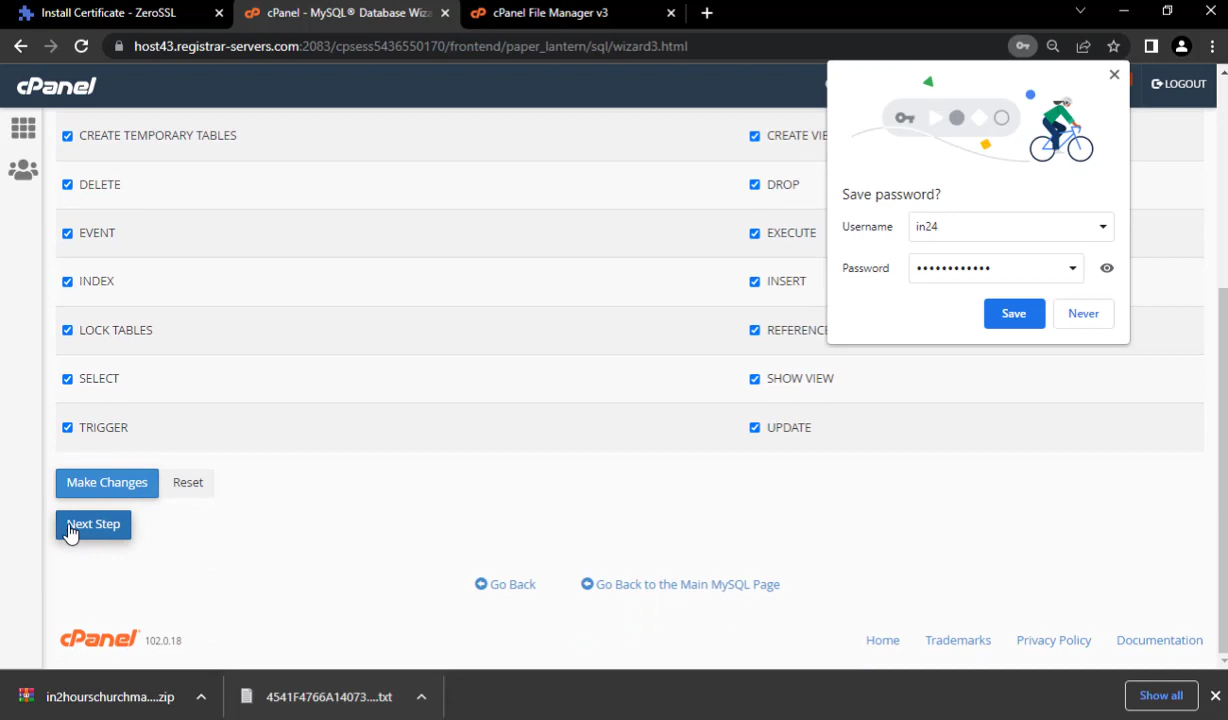 Install Certificate - ZeroSSL
cPanel - MySQL® Database Wiza
cPanel File Manager v3
host43.registrar-servers.com:2083/cpsess5436550170/frontend/paper_lantern/sql/wizard3.html
cPanel
LOGOUT
CREATE TEMPORARY TABLES
CREATE VIE
DELETE
DROP
EVENT
EXECUTE
INDEX
INSERT
LOCK TABLES
REFERENCE
SELECT
SHOW VIEW
TRIGGER
UPDATE
Save password?
Username
in24
Password
••••••••••••
Save
Never
Make Changes
Reset
Next Step
Go Back
Go Back to the Main MySQL Page
cPanel 102.0.18
Home
Trademarks
Privacy Policy
Documentation
in2hourschurchma....zip
4541F4766A14073....txt
Show all